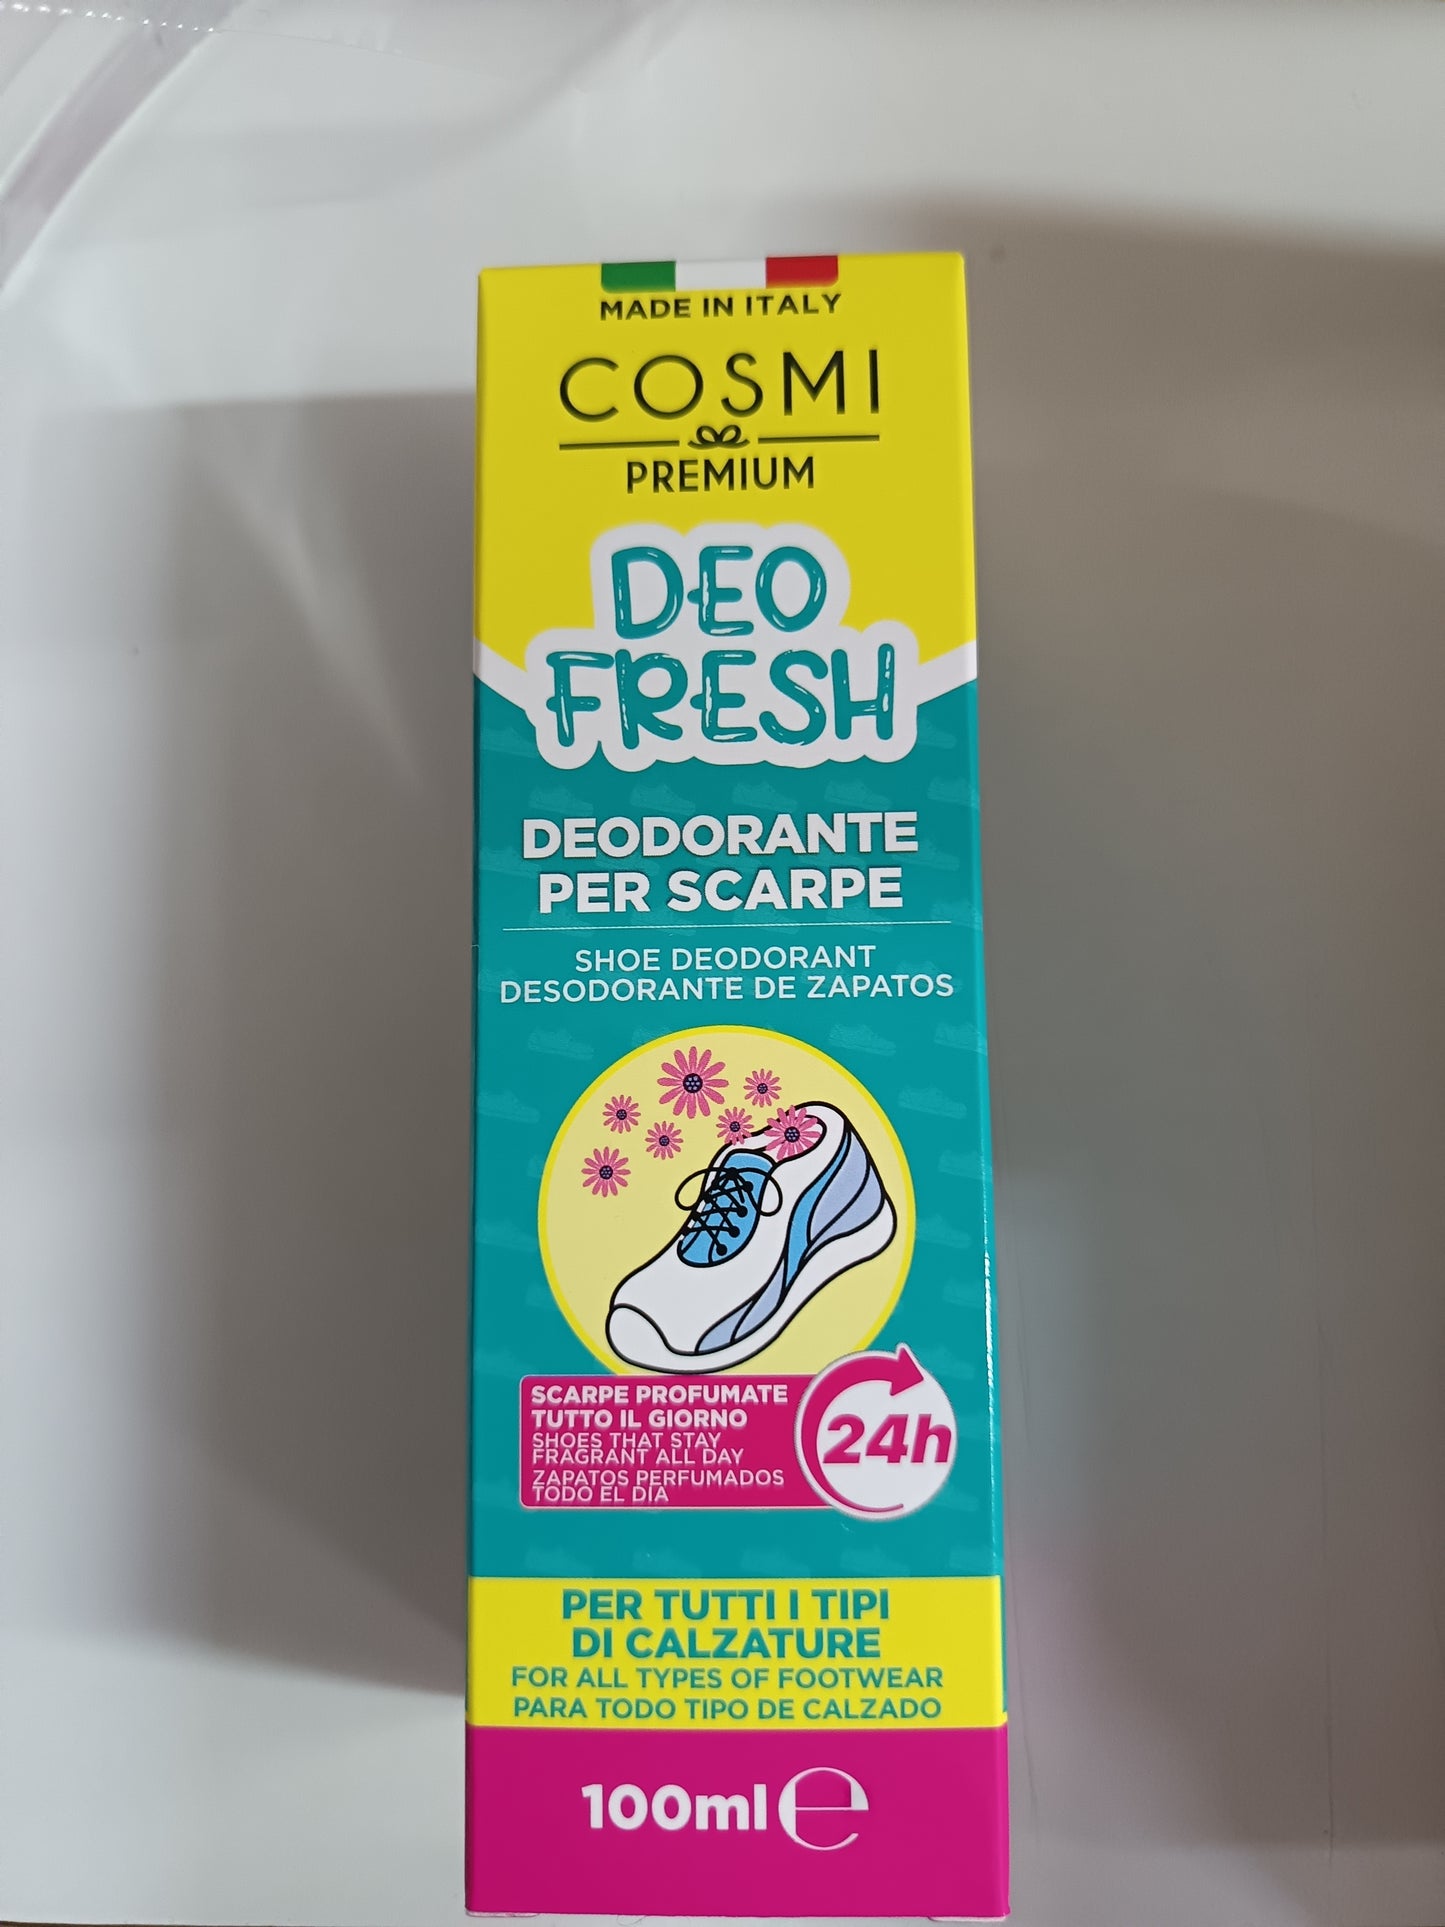 MADE IN ITALY
COSMI
PREMIUM
DEO
FRESH
DEODORANTE
PER SCARPE
SHOE DEODORANT
DESODORANTE DE ZAPATOS
SCARPE PROFUMATE
TUTTO IL GIORNO
SHOES THAT STAY
FRAGRANT ALL DAY
ZAPATOS PERFUMADOS
TODO EL DÍA
24h
PER TUTTI I TIPI
DI CALZATURE
FOR ALL TYPES OF FOOTWEAR
PARA TODO TIPO DE CALZADO
100ml ℮